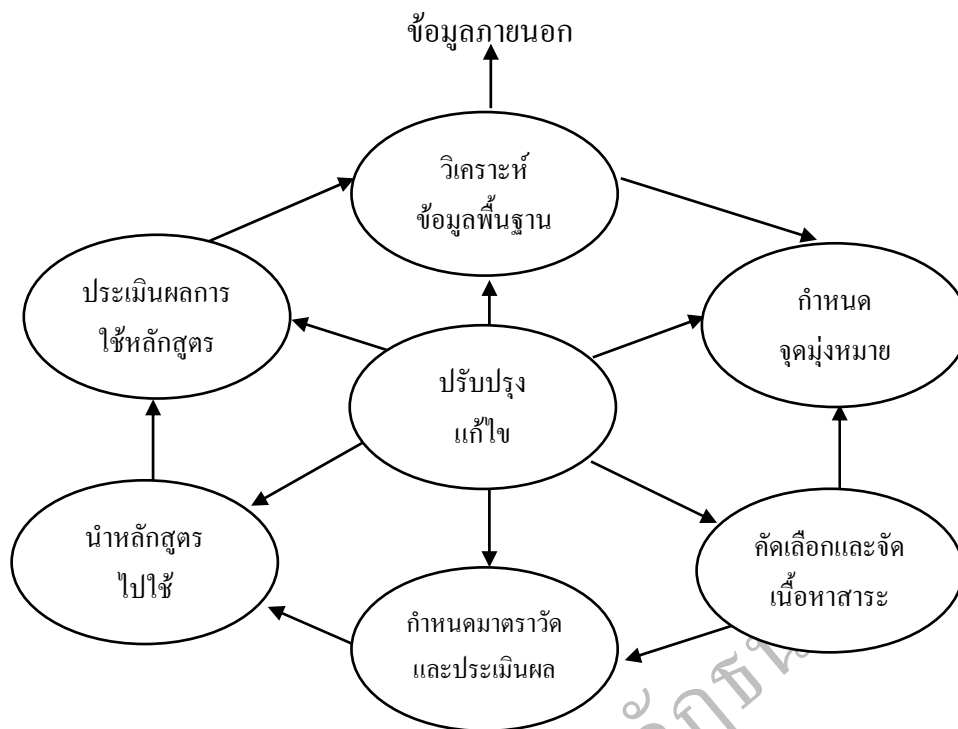 ข้อมูลภายนอก
วิเคราะห์
ข้อมูลพื้นฐาน
ประเมินผลการ
ใช้หลักสูตร
กำหนด
จุดมุ่งหมาย
ปรับปรุง
แก้ไข
นำหลักสูตร
ไปใช้
คัดเลือกและจัด
เนื้อหาสาระ
กำหนดมาตราวัด
และประเมินผล